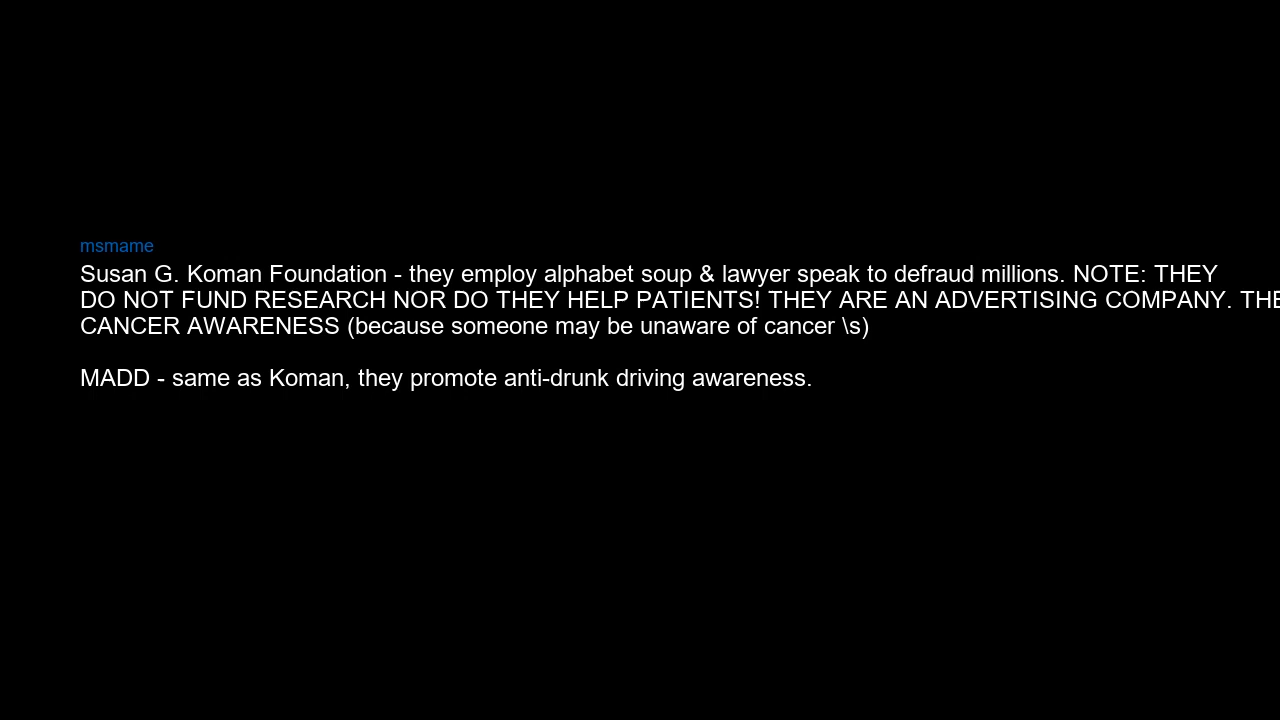 msmame
Susan G. Koman Foundation - they employ alphabet soup & lawyer speak to defraud millions. NOTE: THEY
DO NOT FUND RESEARCH NOR DO THEY HELP PATIENTS! THEY ARE AN ADVERTISING COMPANY.
CANCER AWARENESS (because someone may be unaware of cancer \s)
MADD - same as Koman, they promote anti-drunk driving awareness.